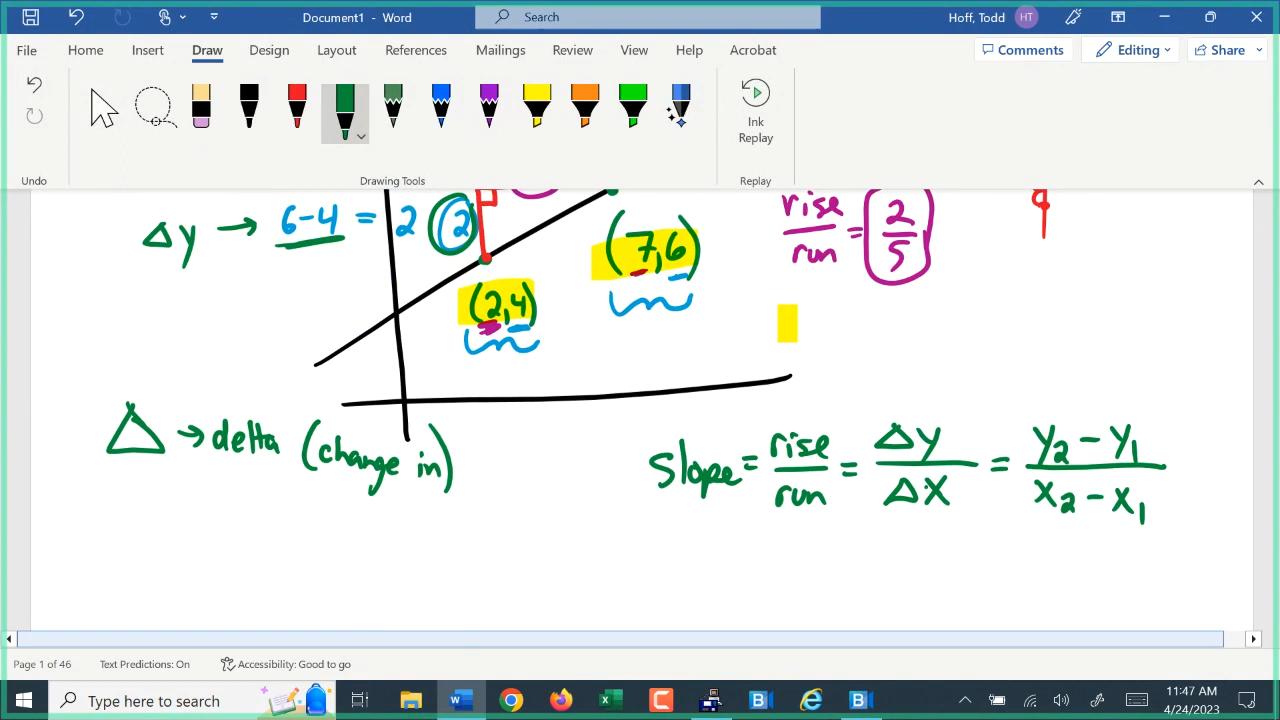 Document1 - Word
Search
Hoff, Todd
HT
File
Home
Insert
Draw
Design
Layout
References
Mailings
Review
View
Help
Acrobat
Comments
Editing
Share
Ink
Replay
Undo
Drawing Tools
Replay
Δy → 6-4 = 2 2
(7,6)
(2,4)
rise/run = 2/5
Δ → delta (change in)
Slope = rise/run = Δy/Δx = y₂ - y₁/x₂ - x₁
Page 1 of 46
Text Predictions: On
Accessibility: Good to go
Type here to search
11:47 AM
4/24/2023